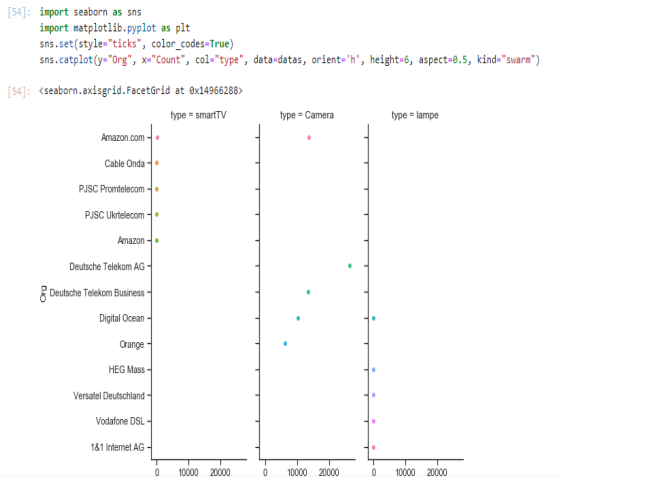 [54]: import seaborn as sns
import matplotlib.pyplot as plt
sns.set(style="ticks", color_codes=True)
sns.catplot(y="Org", x="Count", col="type", data=datas, orient='h', height=6, aspect=0.5, kind="swarm")
[54]: <seaborn.axisgrid.FacetGrid at 0x14966288>
type = smartTV type = Camera type = lampe
Amazon.com
Cable Onda
PJSC Promtelecom
PJSC Ukrtelecom
Amazon
Deutsche Telekom AG
Org
Deutsche Telekom Business
Digital Ocean
Orange
HEG Mass
Versatel Deutschland
Vodafone DSL
1&1 Internet AG
0 10000 20000 0 10000 20000 0 10000 20000